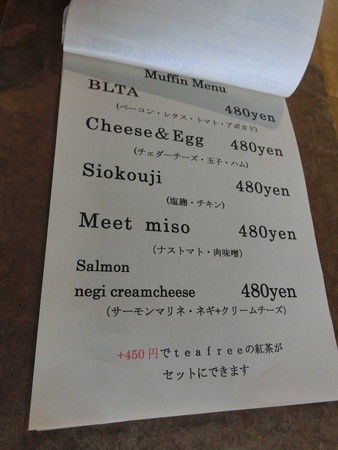 Muffin Menu
BLTA 480yen
(ベーコン・レタス・トマト・アボカド)
Cheese&Egg 480yen
(チェダーチーズ・玉子・ハム)
Siokouji 480yen
(塩麹・チキン)
Meet miso 480yen
(ナストマト・肉味噌)
Salmon
negi creamcheese 480yen
(サーモンマリネ・ネギ+クリームチーズ)
+450円でteafreeの紅茶が
セットにできます